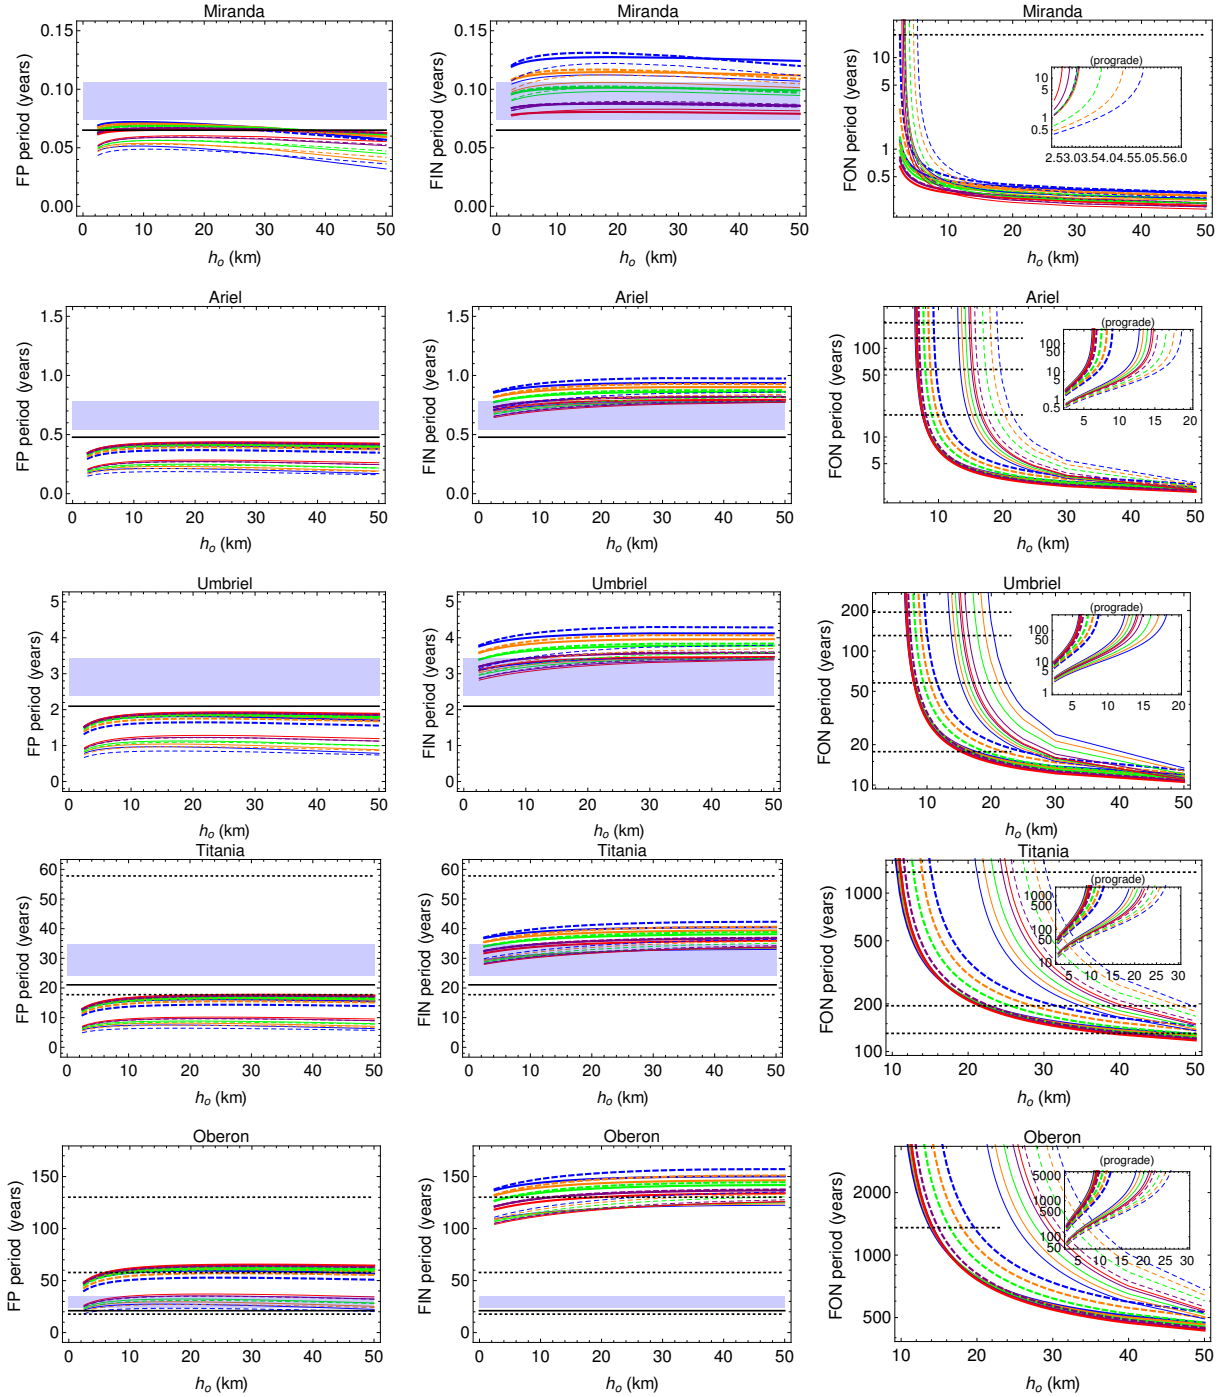 Miranda
Miranda
Miranda
0.15
0.10
0.05
0.00
FP period (years)
0 10 20 30 40 50
h_o (km)
0.15
0.10
0.05
0.00
FIN period (years)
0 10 20 30 40 50
h_o (km)
10
5
1
0.5
FON period (years)
10 20 30 40 50
h_o (km)
(prograde)
10
5
1
0.5
2.53.03.54.04.55.05.56.0
Ariel
Ariel
Ariel
1.5
1.0
0.5
0.0
FP period (years)
0 10 20 30 40 50
h_o (km)
1.5
1.0
0.5
0.0
FIN period (years)
0 10 20 30 40 50
h_o (km)
100
50
10
5
FON period (years)
10 20 30 40 50
h_o (km)
(prograde)
100
50
10
5
1
0.5
5 10 15 20
Umbriel
Umbriel
Umbriel
5
4
3
2
1
0
FP period (years)
0 10 20 30 40 50
h_o (km)
5
4
3
2
1
0
FIN period (years)
0 10 20 30 40 50
h_o (km)
200
100
50
20
10
FON period (years)
10 20 30 40 50
h_o (km)
(prograde)
100
50
10
5
1
5 10 15 20
Titania
Titania
Titania
60
50
40
30
20
10
0
FP period (years)
0 10 20 30 40 50
h_o (km)
60
50
40
30
20
10
0
FIN period (years)
0 10 20 30 40 50
h_o (km)
1000
500
200
100
FON period (years)
10 20 30 40 50
h_o (km)
(prograde)
1000
500
100
50
10
5 10 15 20 25 30
Oberon
Oberon
Oberon
150
100
50
0
FP period (years)
0 10 20 30 40 50
h_o (km)
150
100
50
0
FIN period (years)
0 10 20 30 40 50
h_o (km)
2000
1000
500
FON period (years)
10 20 30 40 50
h_o (km)
(prograde)
5000
1000
500
100
50
5 10 15 20 25 30